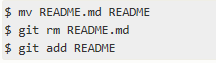 $ mv README.md README
$ git rm README.md
$ git add README